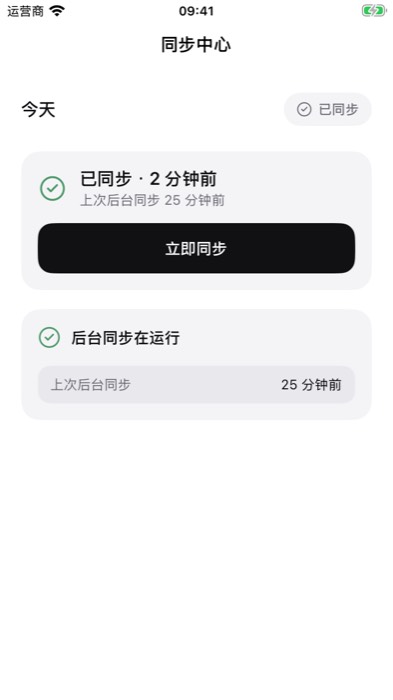 运营商 09:41
同步中心
今天 已同步
已同步 · 2 分钟前
上次后台同步 25 分钟前
立即同步
后台同步在运行
上次后台同步 25 分钟前